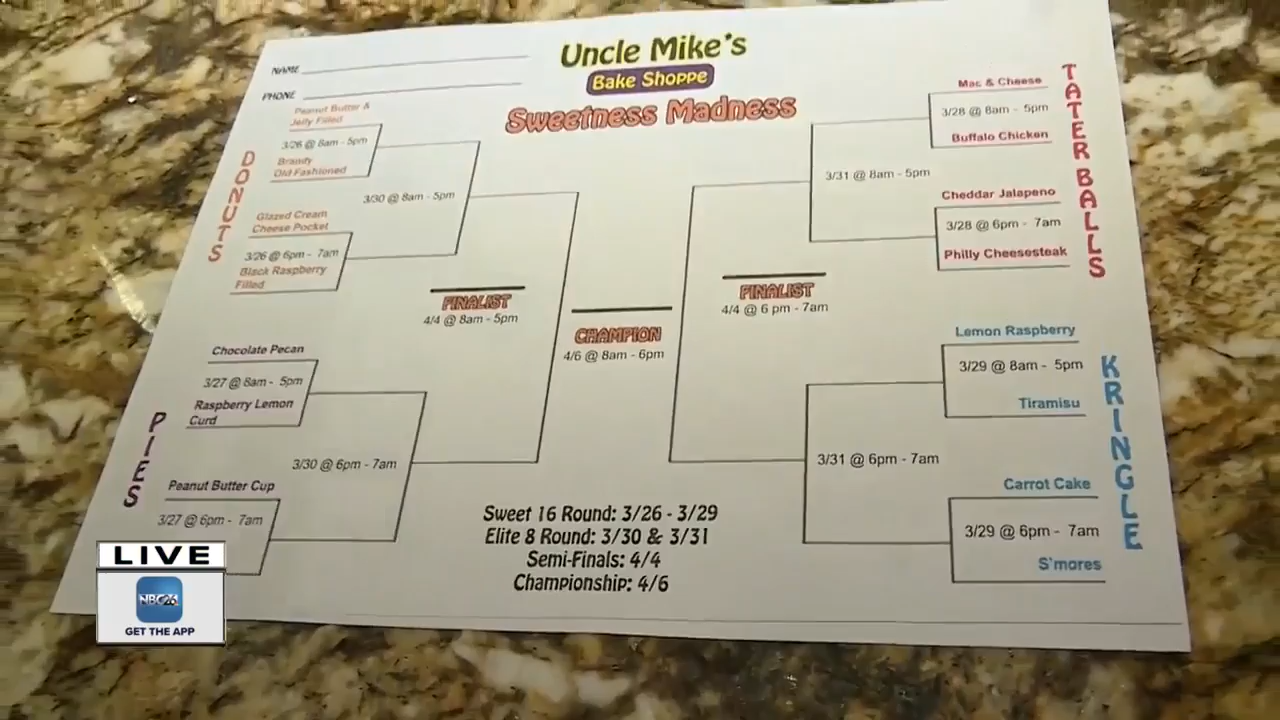 NAME
PHONE
Uncle Mike's
Bake Shoppe
Sweetness Madness
DONUTS
Peanut Butter &
Jelly Filled
3/26 @ 8am - 5pm
Brandy
Old Fashioned
3/30 @ 8am - 5pm
Glazed Cream
Cheese Pocket
3/26 @ 6pm - 7am
Black Raspberry
Filled
PIES
Chocolate Pecan
3/27 @ 8am - 5pm
Raspberry Lemon
Curd
3/30 @ 6pm - 7am
Peanut Butter Cup
3/27 @ 6pm - 7am
FINALIST
4/4 @ 8am - 5pm
CHAMPION
4/6 @ 8am - 6pm
FINALIST
4/4 @ 6 pm - 7am
TATER BALLS
Mac & Cheese
3/28 @ 8am - 5pm
Buffalo Chicken
3/31 @ 8am - 5pm
Cheddar Jalapeno
3/28 @ 6pm - 7am
Philly Cheesesteak
KRINGLE
Lemon Raspberry
3/29 @ 8am - 5pm
Tiramisu
3/31 @ 6pm - 7am
Carrot Cake
3/29 @ 6pm - 7am
S'mores
Sweet 16 Round: 3/26 - 3/29
Elite 8 Round: 3/30 & 3/31
Semi-Finals: 4/4
Championship: 4/6
LIVE
NBC26
GET THE APP